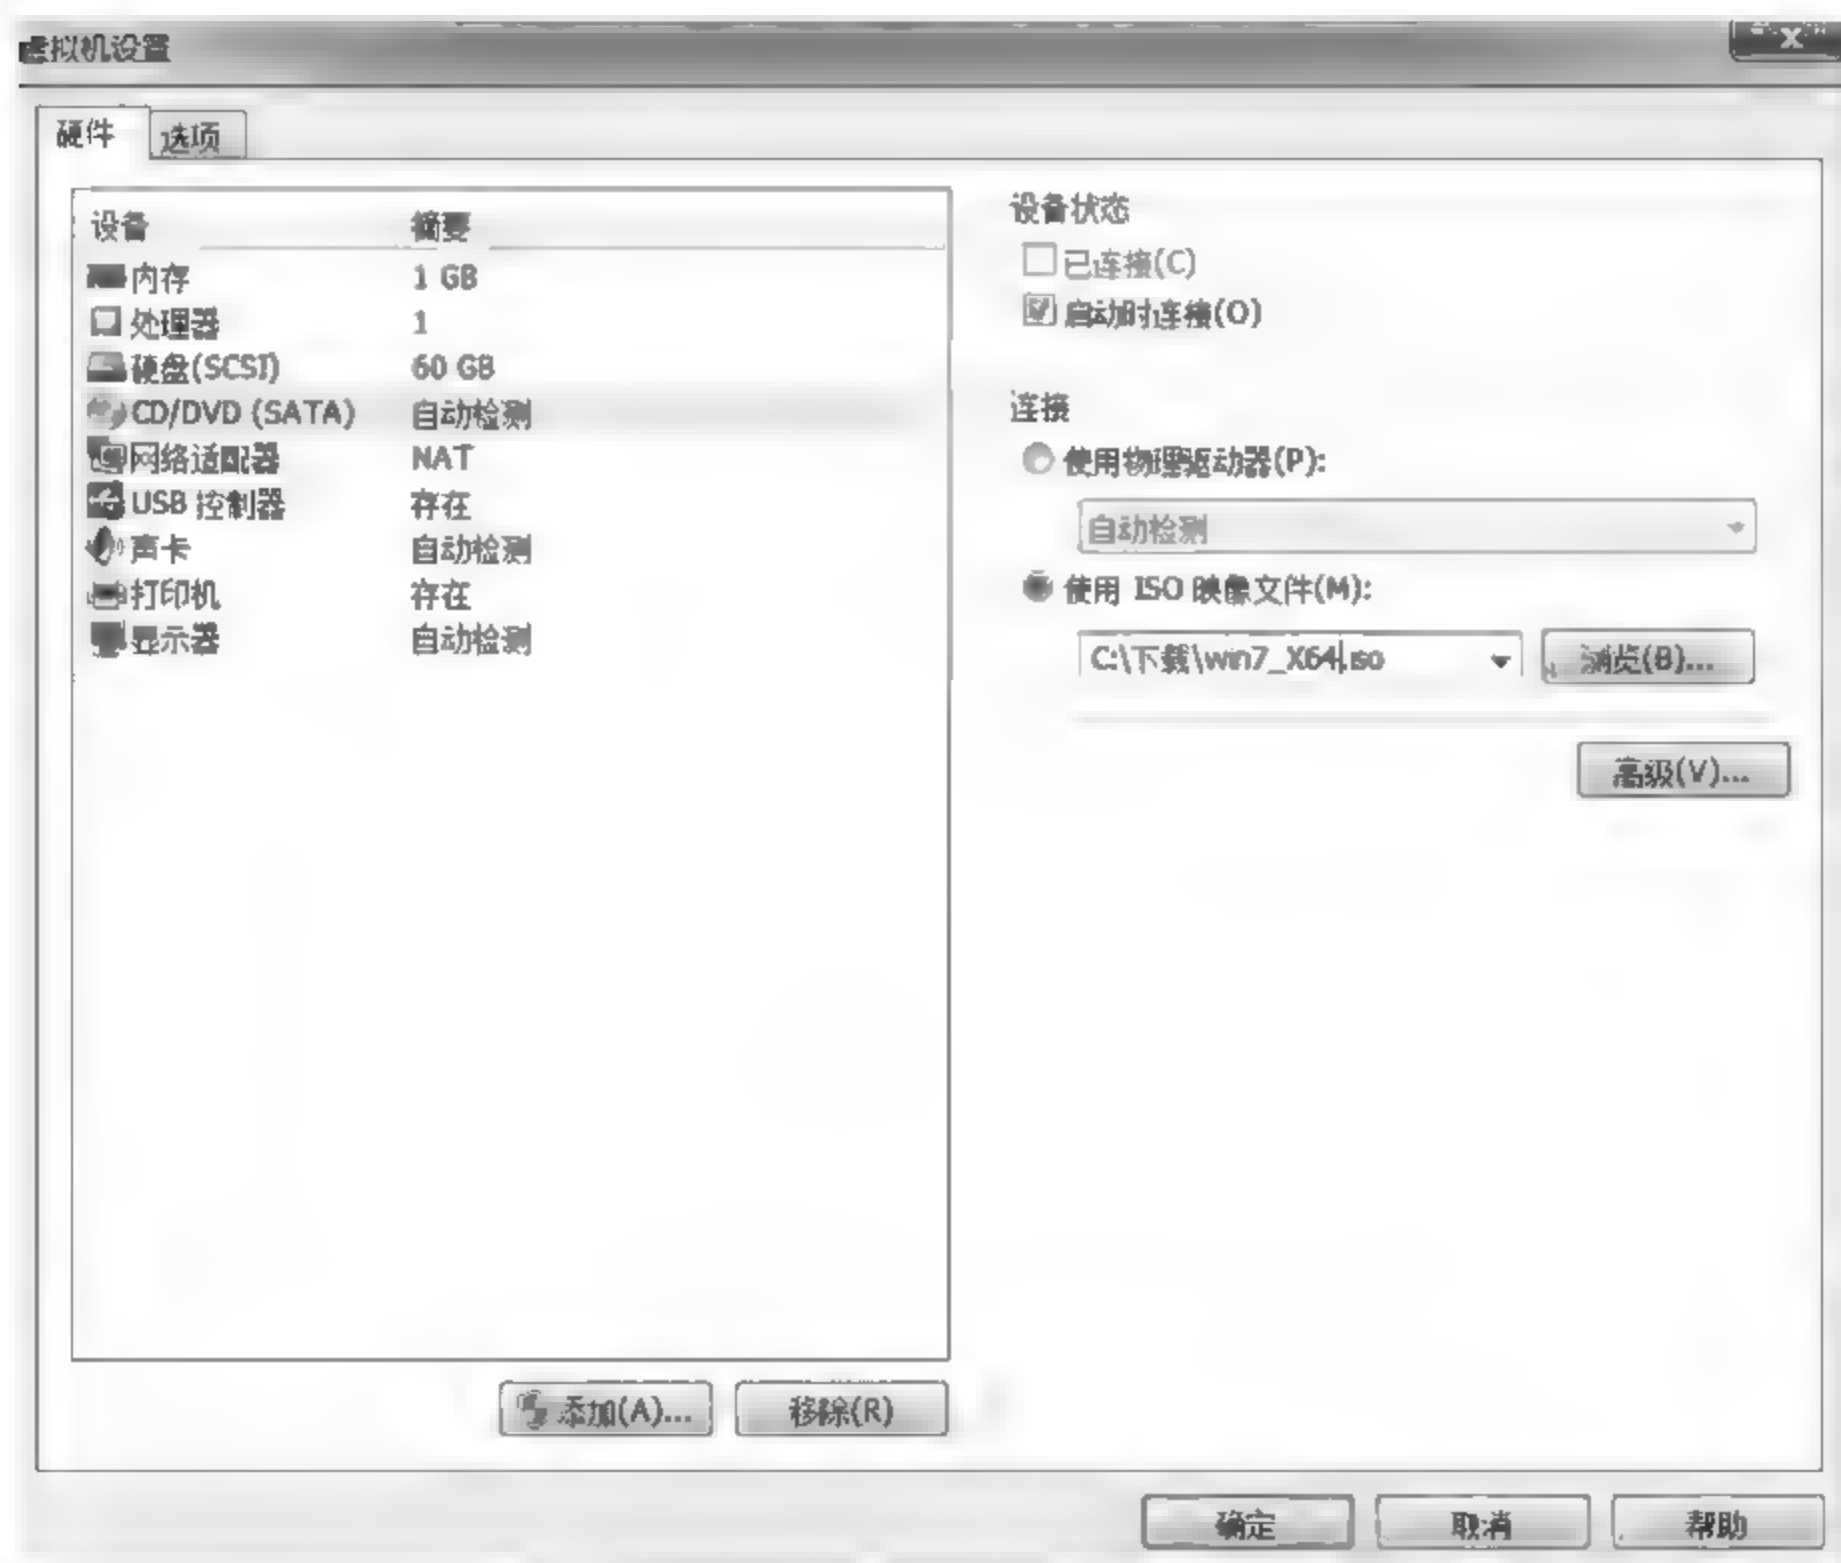 虚拟机设置
硬件 选项
设备 摘要
内存 1 GB
处理器 1
硬盘(SCSI) 60 GB
CD/DVD (SATA) 自动检测
网络适配器 NAT
USB 控制器 存在
声卡 自动检测
打印机 存在
显示器 自动检测
添加(A)... 移除(R)
设备状态
已连接(C)
启动时连接(O)
连接
使用物理驱动器(P):
自动检测
使用 ISO 映像文件(M):
C:\下载\win7_X64.iso 浏览(B)...
高级(V)...
确定 取消 帮助